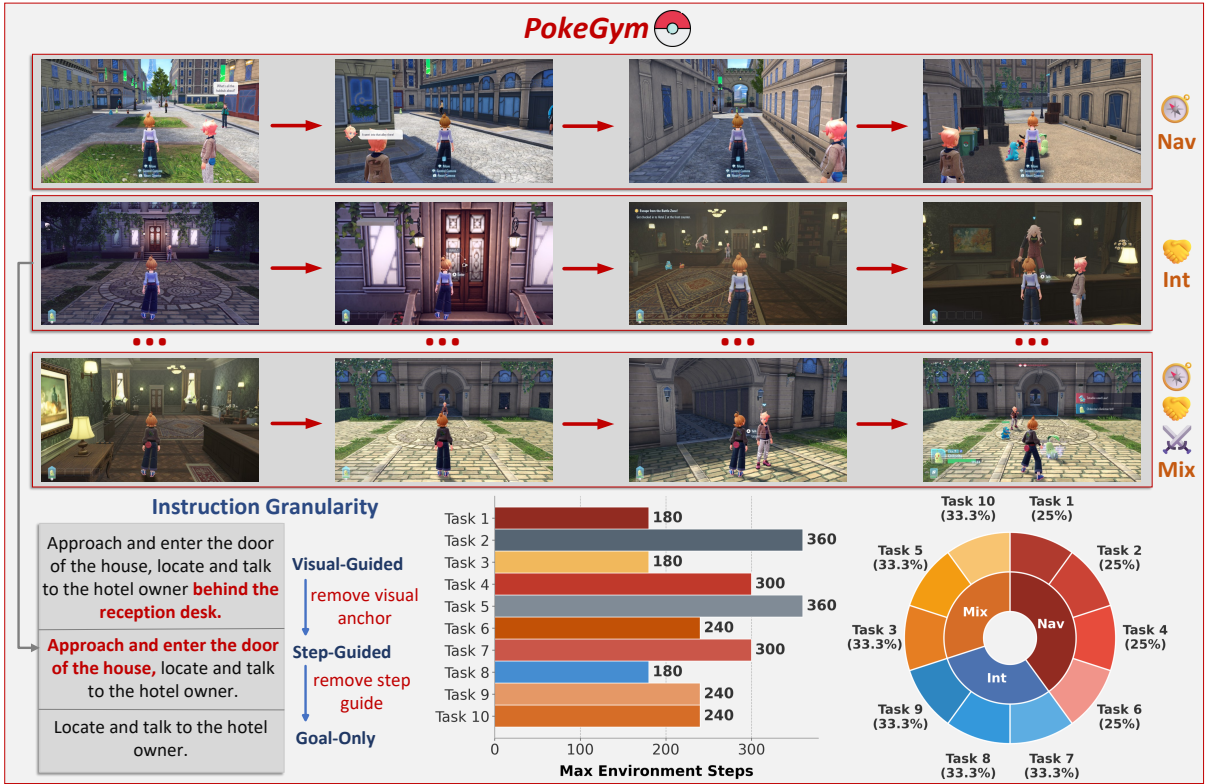 PokeGym
Nav
Int
Mix
Instruction Granularity
Approach and enter the door
of the house, locate and talk
to the hotel owner behind the
reception desk.
Approach and enter the door
of the house, locate and talk
to the hotel owner.
Locate and talk to the hotel
owner.
Visual-Guided
remove visual
anchor
Step-Guided
remove step
guide
Goal-Only
Task 1
180
Task 2
360
Task 3
180
Task 4
300
Task 5
360
Task 6
240
Task 7
300
Task 8
180
Task 9
240
Task 10
240
0
100
200
300
Max Environment Steps
Task 10
(33.3%)
Task 1
(25%)
Task 5
(33.3%)
Task 2
(25%)
Mix
Nav
Task 3
(33.3%)
Task 4
(25%)
Int
Task 9
(33.3%)
Task 6
(25%)
Task 8
(33.3%)
Task 7
(33.3%)